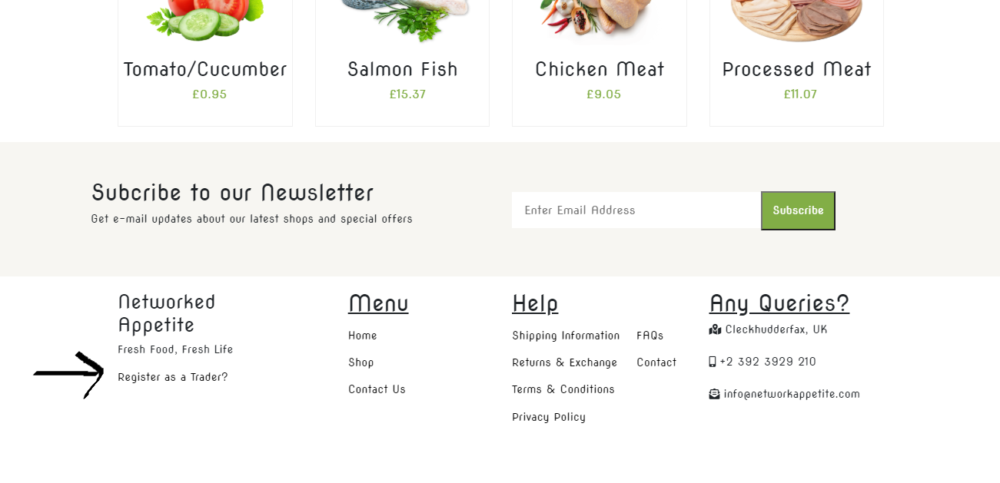 Tomato/Cucumber
£0.95
Salmon Fish
£15.37
Chicken Meat
£9.05
Processed Meat
£11.07
Subcribe to our Newsletter
Get e-mail updates about our latest shops and special offers
Enter Email Address
Subscribe
Networked
Appetite
Fresh Food, Fresh Life
Register as a Trader?
Menu
Home
Shop
Contact Us
Help
Shipping Information
Returns & Exchange
Terms & Conditions
Privacy Policy
FAQs
Contact
Any Queries?
Cleckhudderfax, UK
+2 392 3929 210
info@networkappetite.com